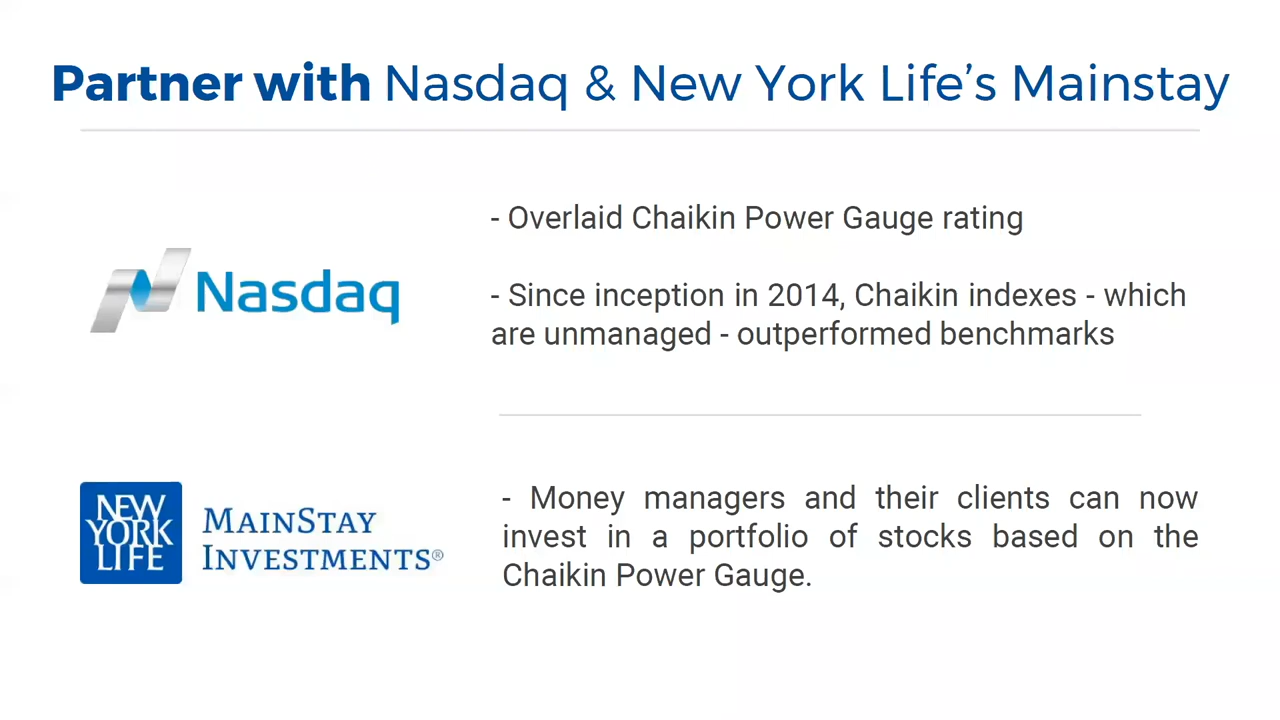 Partner with Nasdaq & New York Life’s Mainstay
- Overlaid Chaikin Power Gauge rating
Nasdaq
- Since inception in 2014, Chaikin indexes - which
are unmanaged - outperformed benchmarks
NEW
YORK
LIFE
MAINSTAY
INVESTMENTS®
- Money managers and their clients can now
invest in a portfolio of stocks based on the
Chaikin Power Gauge.